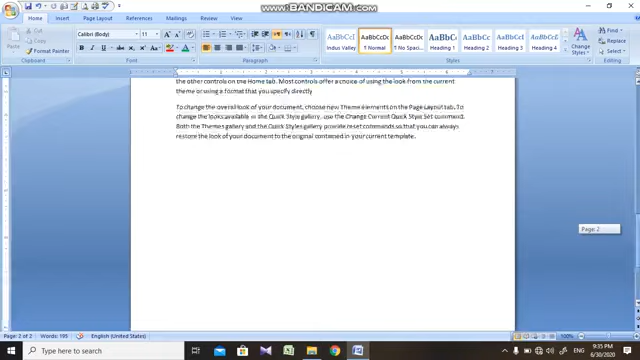 WWW.BANDICAM.COM
Home Insert Page Layout References Mailings Review View
Cut
Calibri (Body) 11
AaBbCcI AaBbCcDc AaBbCcDc AaBbC AaBbCc AaBbCc AaBbCc
Find
Paste Copy
Indus Valley ¶ Normal ¶ No Spaci... Heading 1 Heading 2 Heading 3 Heading 4 Change Styles
Replace
Format Painter
Select
Clipboard Font Paragraph Styles Editing
the other controls on the Home tab. Most controls offer a choice of using the look from the current
theme or using a format that you specify directly
To change the overall look of your document, choose new Theme elements on the Page Layout tab. To
change the looks available in the Quick Style gallery, use the Change Current Quick Style Set command.
Both the Themes gallery and the Quick Styles gallery provide reset commands so that you can always
restore the look of your document to the original contained in your current template.
Page: 2
Page: 2 of 2 Words: 195 English (United States) 100%
Type here to search
ENG
9:35 PM
6/30/2020